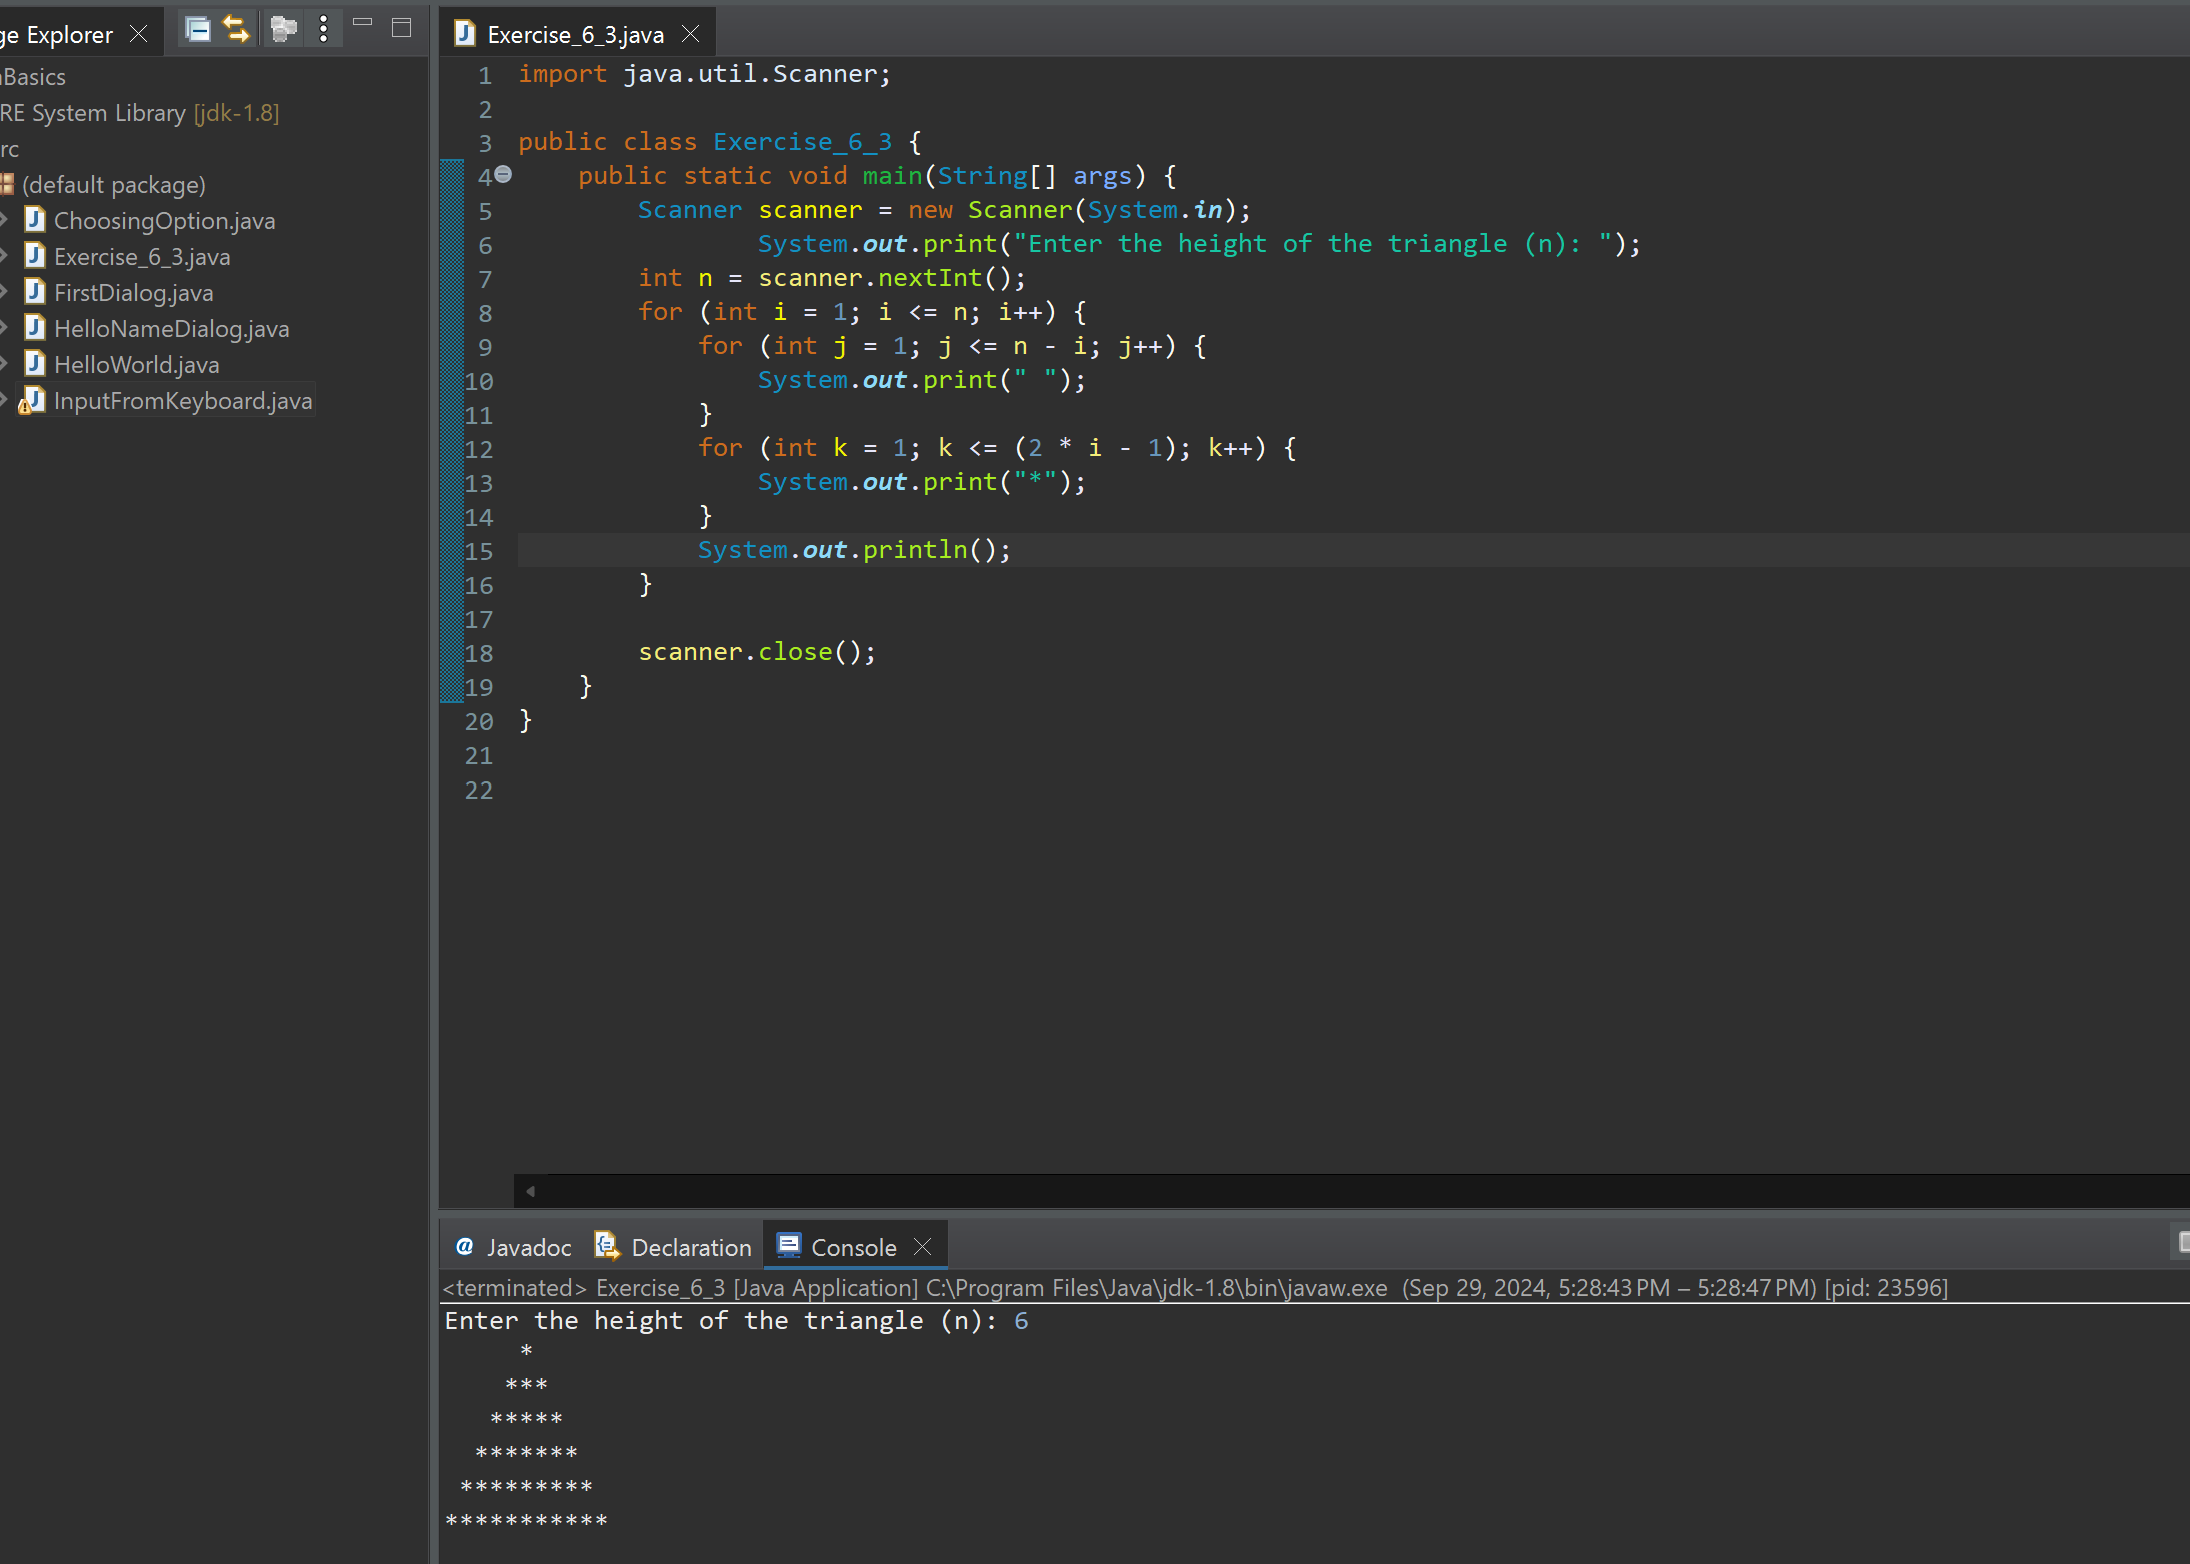 ge Explorer
Basics
RE System Library [jdk-1.8]
rc
(default package)
ChoosingOption.java
Exercise_6_3.java
FirstDialog.java
HelloNameDialog.java
HelloWorld.java
InputFromKeyboard.java
Exercise_6_3.java
1 import java.util.Scanner;
2
3 public class Exercise_6_3 {
4     public static void main(String[] args) {
5         Scanner scanner = new Scanner(System.in);
6                 System.out.print("Enter the height of the triangle (n): ");
7         int n = scanner.nextInt();
8         for (int i = 1; i <= n; i++) {
9             for (int j = 1; j <= n - i; j++) {
10                 System.out.print(" ");
11             }
12             for (int k = 1; k <= (2 * i - 1); k++) {
13                 System.out.print("*");
14             }
15             System.out.println();
16         }
17
18         scanner.close();
19     }
20 }
21
22
@ Javadoc Declaration Console
<terminated> Exercise_6_3 [Java Application] C:\Program Files\Java\jdk-1.8\bin\javaw.exe (Sep 29, 2024, 5:28:43 PM – 5:28:47 PM) [pid: 23596]
Enter the height of the triangle (n): 6
     *
    ***
   *****
  *******
 *********
***********